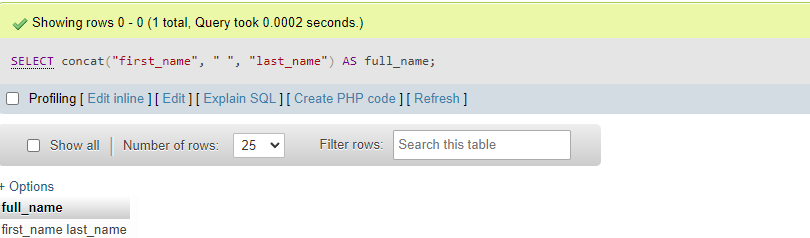 Showing rows 0 - 0 (1 total, Query took 0.0002 seconds.)
SELECT concat("first_name", " ", "last_name") AS full_name;
Profiling [ Edit inline ] [ Edit ] [ Explain SQL ] [ Create PHP code ] [ Refresh ]
Show all Number of rows: 25 Filter rows: Search this table
+ Options
full_name
first_name last_name